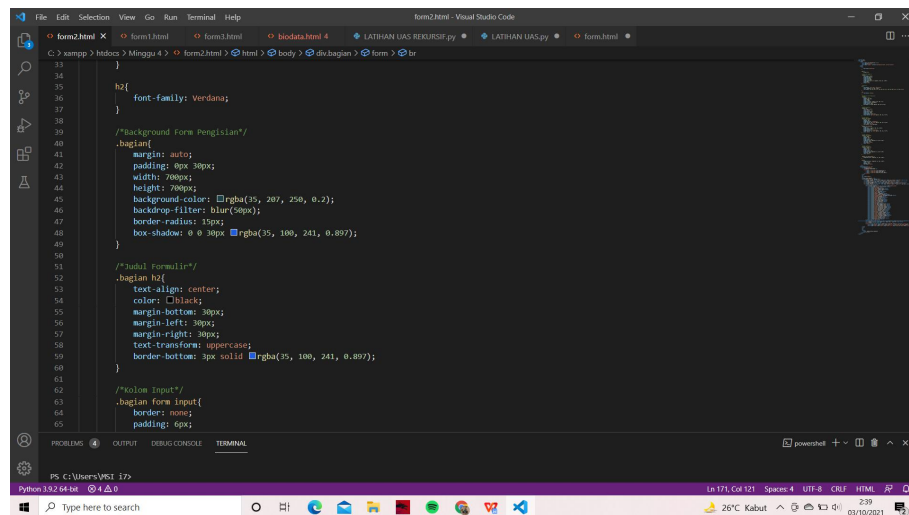 File Edit Selection View Go Run Terminal Help form2.html - Visual Studio Code
form2.html form1.html form3.html biodata.html 4 LATIHAN UAS REKURSIF.py LATIHAN UAS.py form.html
C: > xampp > htdocs > Minggu 4 > form2.html > html > body > div.bagian > form > br
33 }
34
35 h2{
36 font-family: Verdana;
37 }
38
39 /*Background Form Pengisian*/
40 .bagian{
41 margin: auto;
42 padding: 0px 30px;
43 width: 700px;
44 height: 700px;
45 background-color: rgba(35, 207, 250, 0.2);
46 backdrop-filter: blur(50px);
47 border-radius: 15px;
48 box-shadow: 0 0 30px rgba(35, 100, 241, 0.897);
49 }
50
51 /*Judul Formulir*/
52 .bagian h2{
53 text-align: center;
54 color: black;
55 margin-bottom: 30px;
56 margin-left: 30px;
57 margin-right: 30px;
58 text-transform: uppercase;
59 border-bottom: 3px solid rgba(35, 100, 241, 0.897);
60 }
61
62 /*Kolom Input*/
63 .bagian form input{
64 border: none;
65 padding: 6px;
PROBLEMS 4 OUTPUT DEBUG CONSOLE TERMINAL powershell
PS C:\Users\MSI i7>
Python 3.9.2 64-bit 4 0 Ln 171, Col 121 Spaces: 4 UTF-8 CRLF HTML
Type here to search 26°C Kabut 2:39
03/10/2021